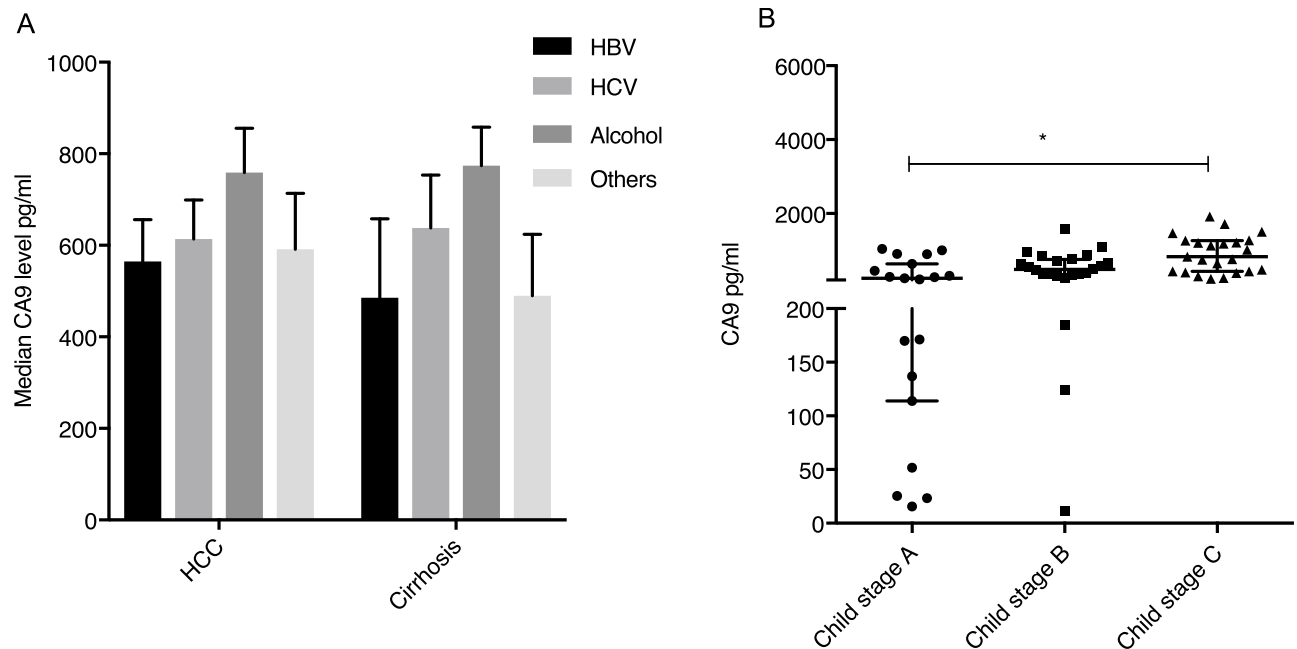 A
HBV
HCV
Alcohol
Others
Median CA9 level pg/ml
1000
800
600
400
200
0
HCC
Cirrhosis
B
CA9 pg/ml
6000
4000
2000
200
150
100
50
0
*
Child stage A
Child stage B
Child stage C